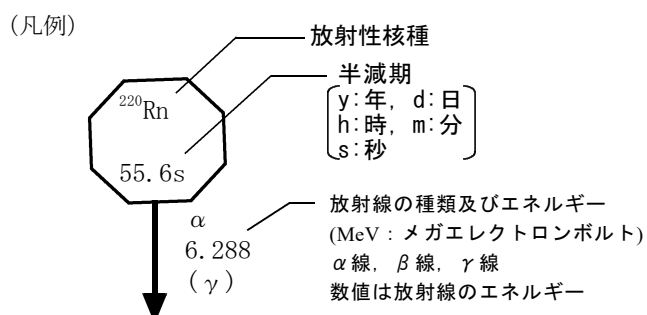 (凡例)
放射性核種
半減期
y:年, d:日
h:時, m:分
s:秒
²²⁰Rn
55.6s
α
6.288
(γ)
放射線の種類及びエネルギー
(MeV:メガエレクトロンボルト)
α線, β線, γ線
数値は放射線のエネルギー